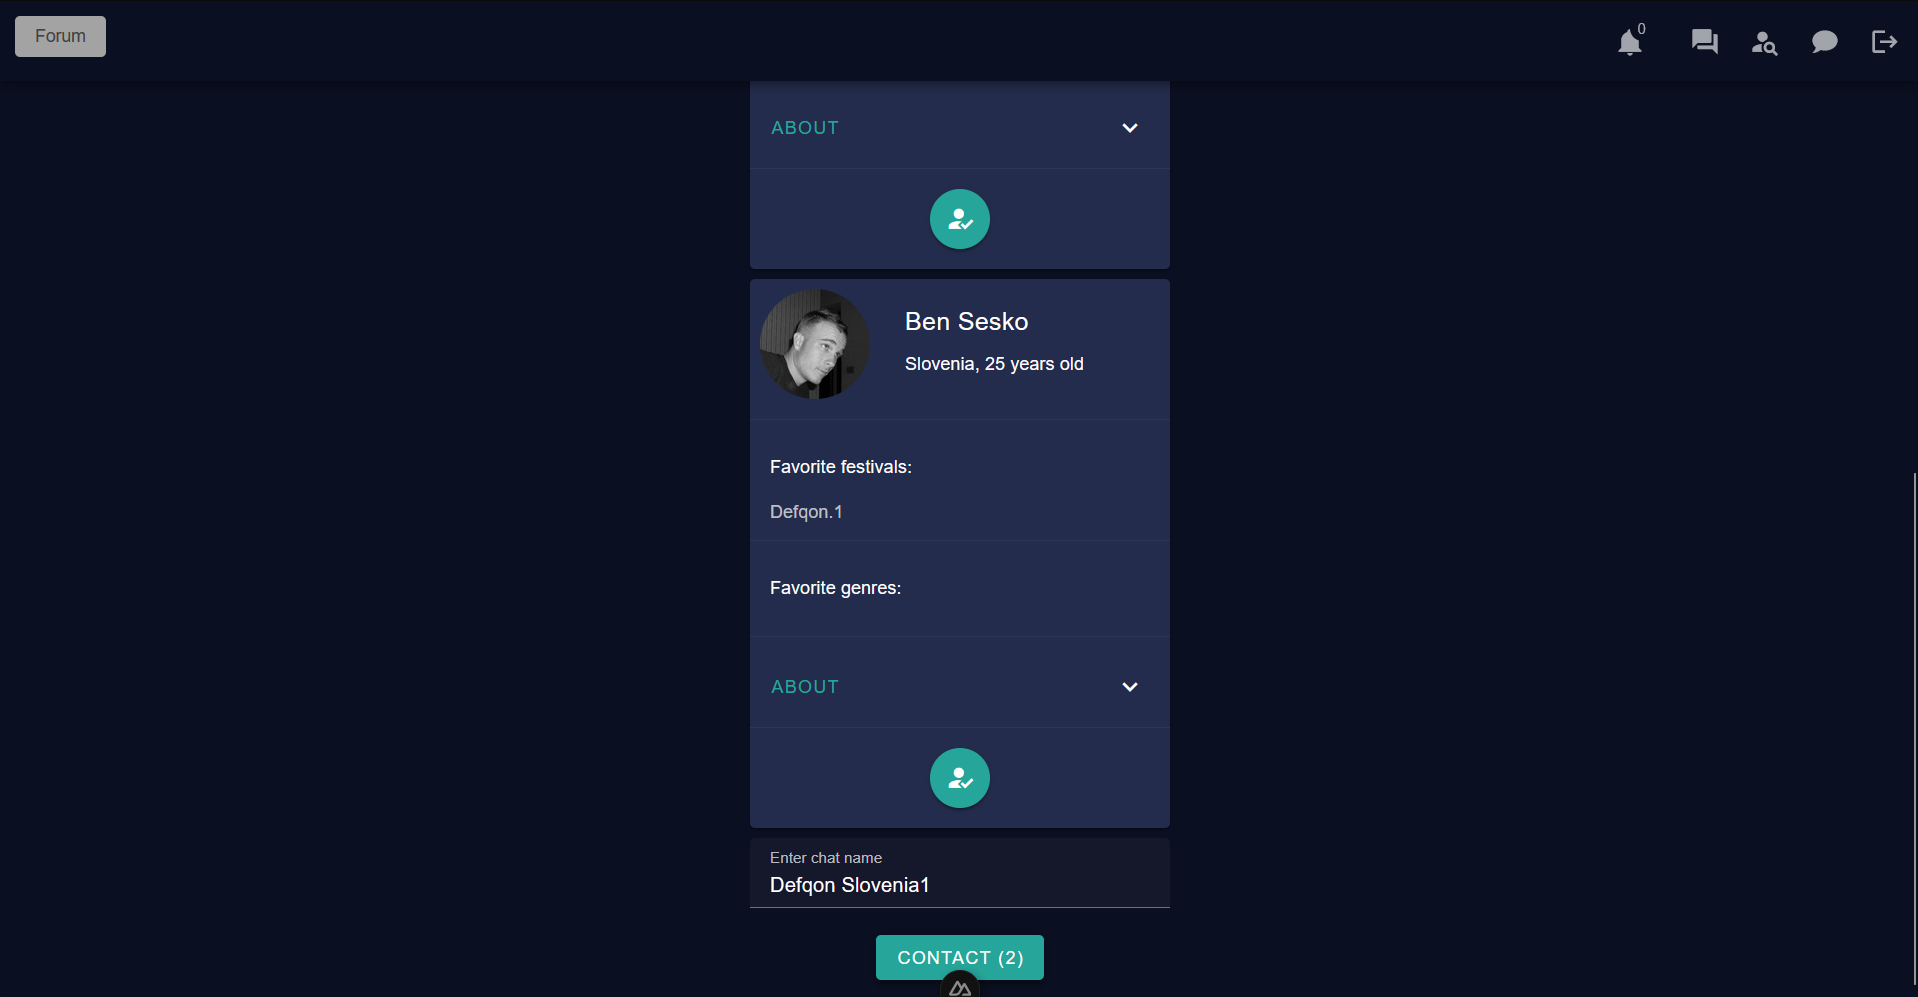 Forum
0
ABOUT
Ben Sesko
Slovenia, 25 years old
Favorite festivals:
Defqon.1
Favorite genres:
ABOUT
Enter chat name
Defqon Slovenia1
CONTACT (2)